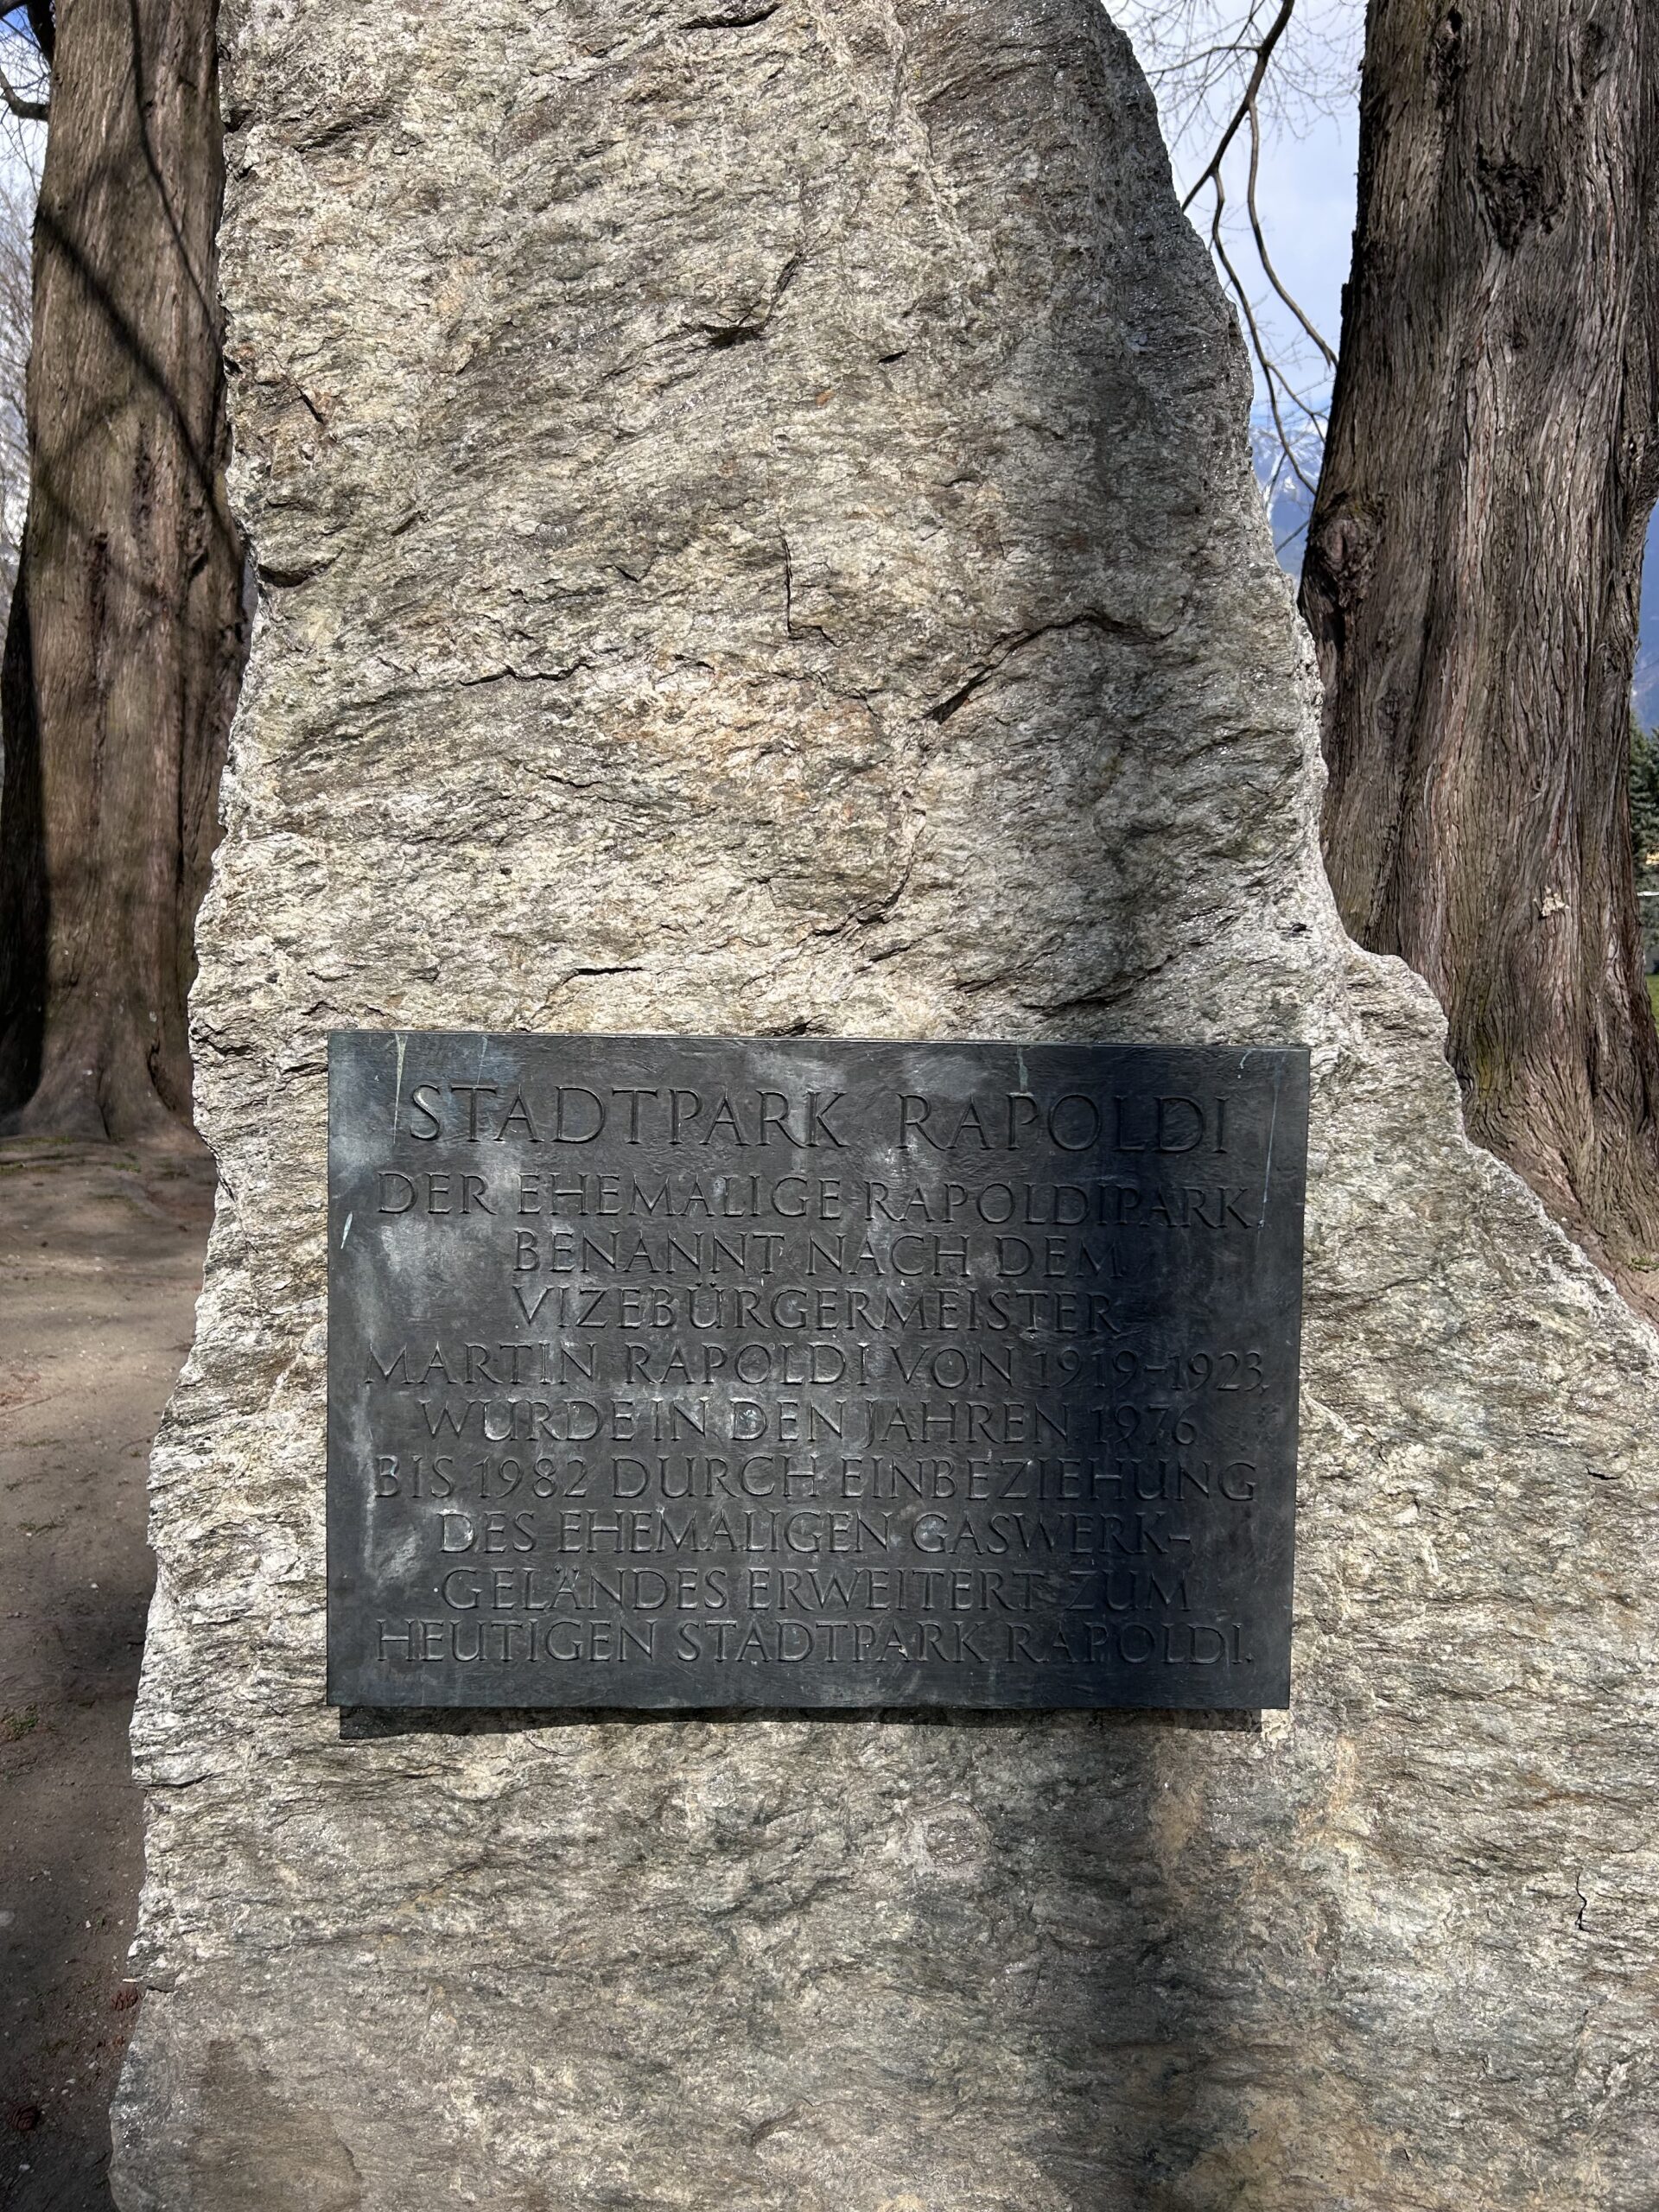 STADTPARK RAPOLDI
DER EHEMALIGE RAPOLDIPARK,
BENANNT NACH DEM
VIZEBÜRGERMEISTER
MARTIN RAPOLDI VON 1919-1923,
WURDE IN DEN JAHREN 1976
BIS 1982 DURCH EINBEZIEHUNG
DES EHEMALIGEN GASWERK-
GELÄNDES ERWEITERT ZUM
HEUTIGEN STADTPARK RAPOLDI.